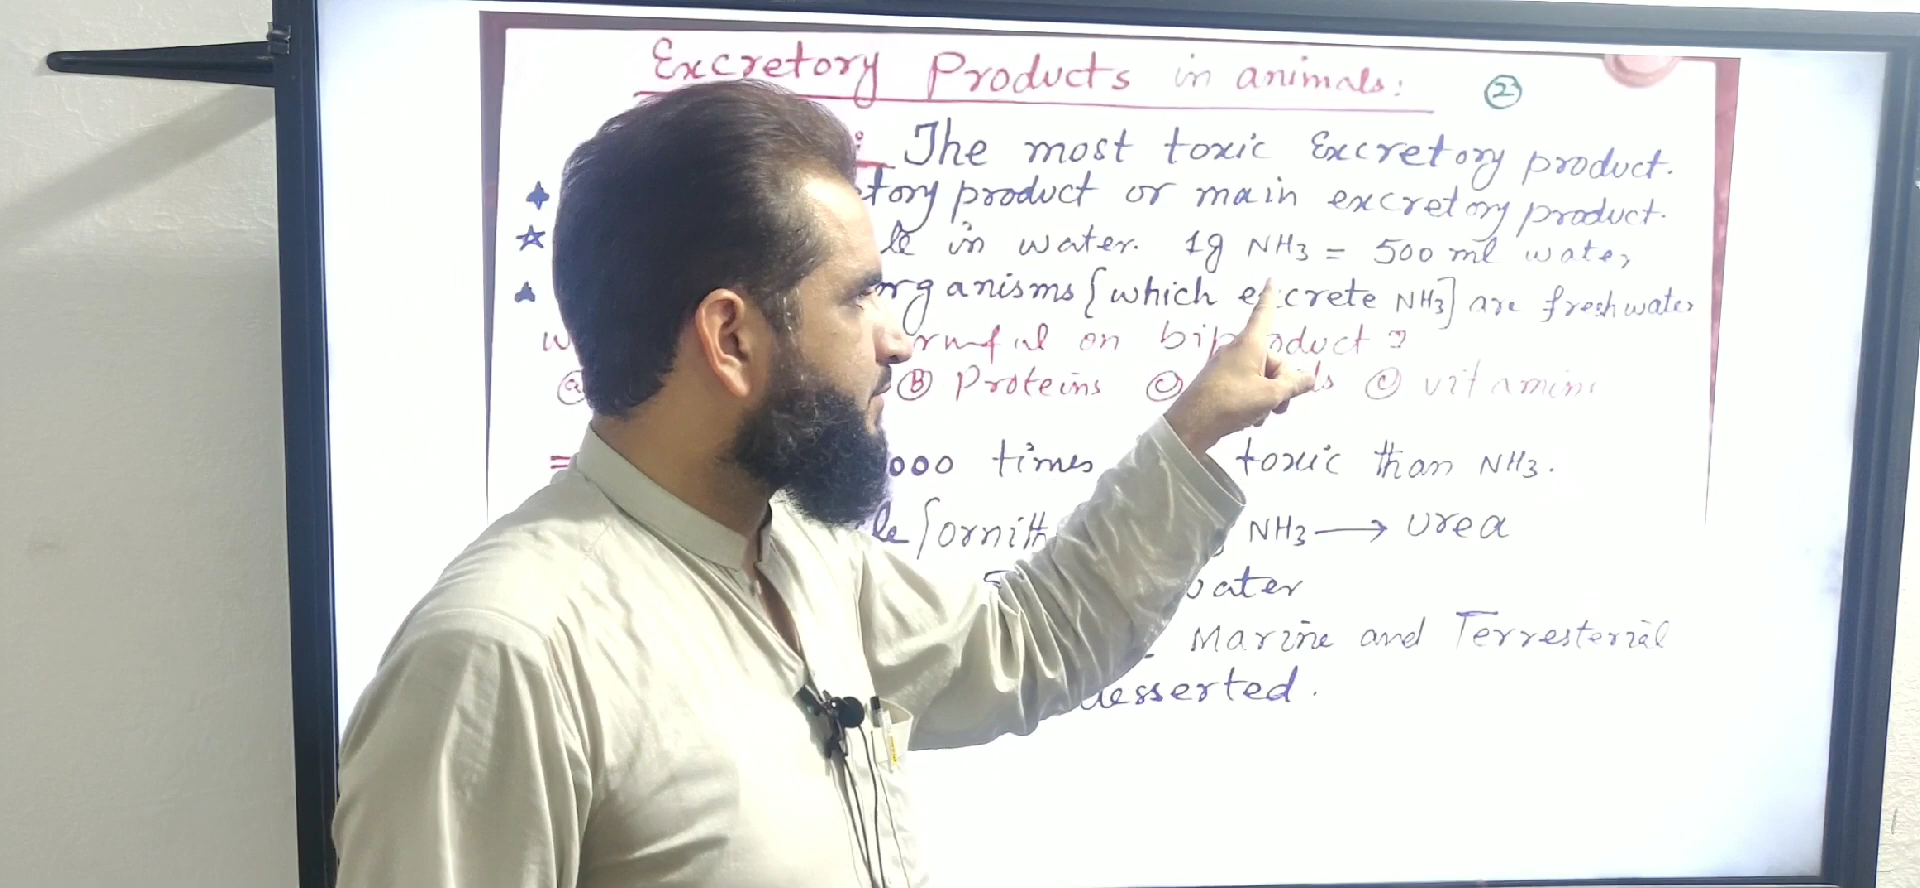 Excretory Products in animals:
②
: The most toxic Excretory product.
tory product or main excretory product.
le in water. 1g NH3 = 500 ml water
organisms {which excrete NH3} are freshwater
rmful on biproduct ?
ⓐ Ⓑ Proteins Ⓒ ds vitamins
= 000 times toxic than NH3.
le {ornith NH3 → urea
water
Marine and Terresterial
desserted.